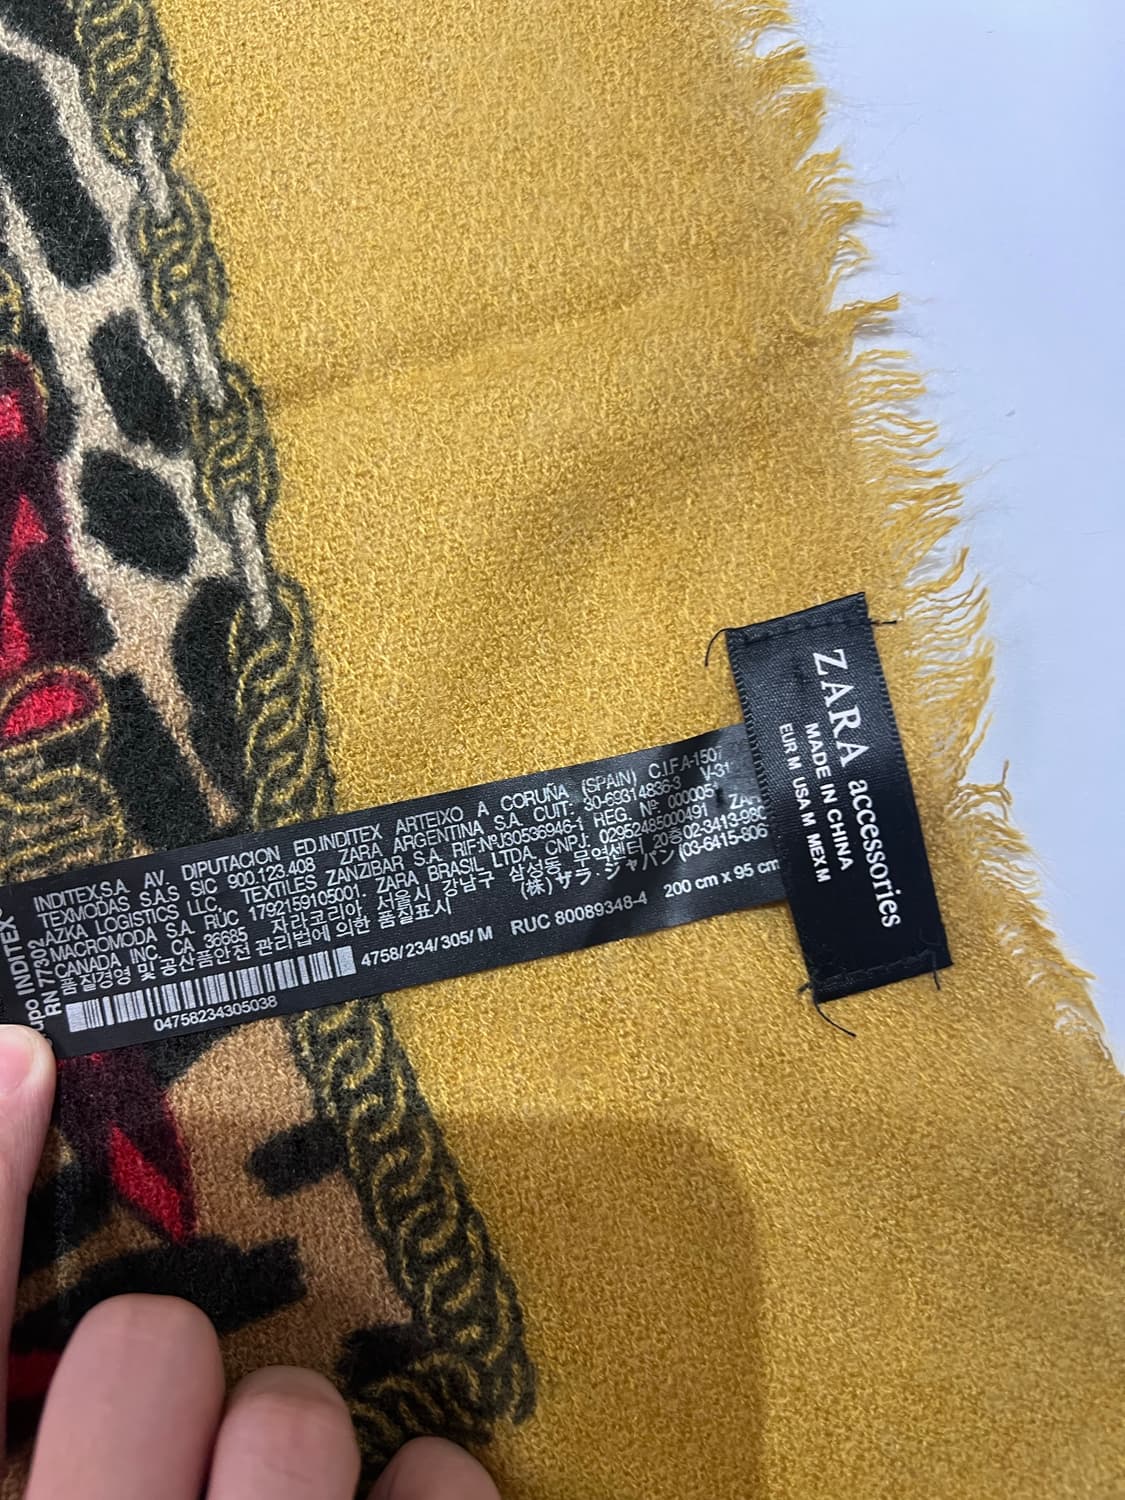 ZARA accessories
MADE IN CHINA
EUR M USA M MEX M
INDITEX,S.A. AV. DIPUTACION ED.INDITEX ARTEIXO A CORUÑA (SPAIN) C.I.F.A-1507
TEXMODAS S.A.S SIC 900.123.408 ZARA ARGENTINA S.A. CUIT: 30-69314836-3 V-31
AZKA LOGISTICS LLC, TEXTILES ZANZIBAR S.A. RIF:NºJ30536946-1 REG. Nº 000005
MACROMODA S.A. RUC 1792159105001- ZARA BRASIL LTDA. CNPJ: 02952485000491 ZAR
CANADA INC. CA 36685 자라코리아 서울시 강남구 삼성동, 무역센터 20층 02-3413-980
품질경영 및 공산품안전 관리법에 의한 품질표시 (株) ザラ・ジャパン (03-6415-806
RUC 80089348-4 200 cm x 95 cm
4758/234/305/ M
04758234305038
upo INDITEX
RN 77302